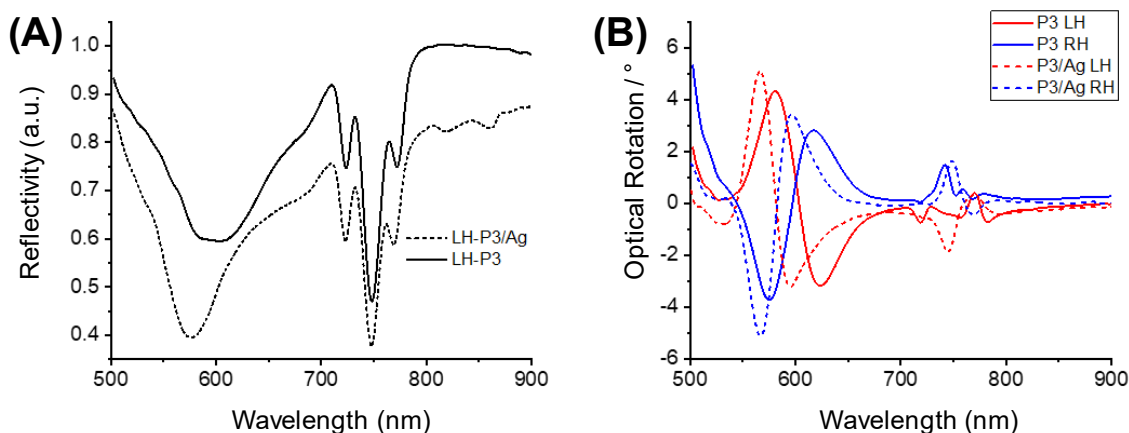 (A)
1.0
0.9
0.8
0.7
0.6
0.5
0.4
Reflectivity (a.u.)
LH-P3/Ag
LH-P3
500 600 700 800 900
Wavelength (nm)
(B)
6
4
2
0
-2
-4
-6
Optical Rotation / °
P3 LH
P3 RH
P3/Ag LH
P3/Ag RH
500 600 700 800 900
Wavelength (nm)